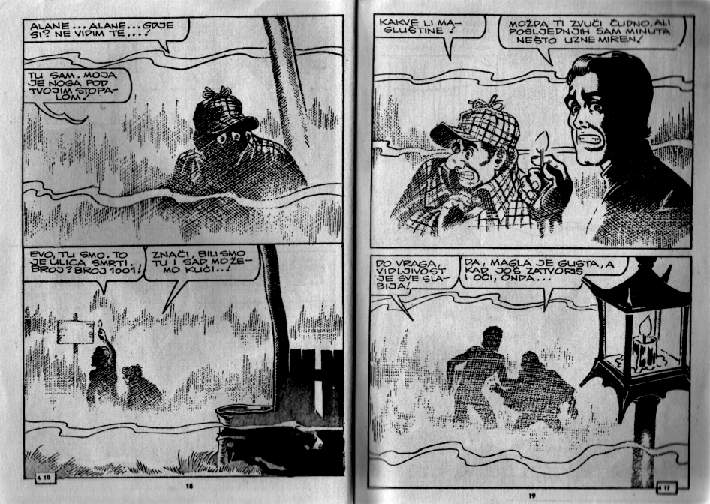 ALANE... ALANE... GDJE
SI? NE VIDIM TE,...!
TU SAM. MOJA
JE NOGA POD
TVOJIM STOPA-
LOM!
EVO, TU SMO. TO
JE ULICA SMRTI,
BROJ? BROJ 100!!
ZNAČI, BILI SMO
TU I SAD MOŽE-
MO KUĆI...!
18
KAKVE LI MA-
GLUŠTINE!
MOŽDA TI ZVUČI ČUDNO, ALI
POSLJEDNJIH SAM MINUTA
NEŠTO UZNEMIREN!
DO VRAGA,
VIDLJIVOST
JE SVE SLA-
BIJA!
DA, MAGLA JE GUSTA, A
KAD JOŠ ZATVORIŠ
I OČI, ONDA...
19